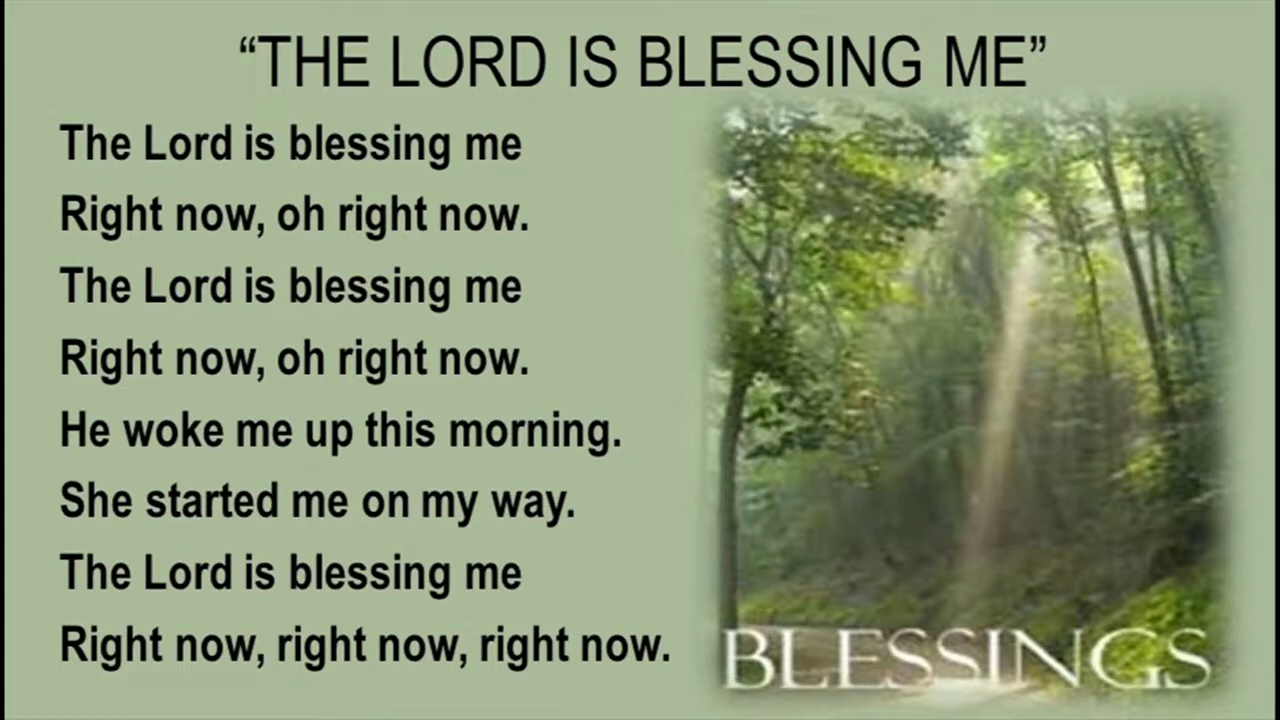 “THE LORD IS BLESSING ME”
The Lord is blessing me
Right now, oh right now.
The Lord is blessing me
Right now, oh right now.
He woke me up this morning.
She started me on my way.
The Lord is blessing me
Right now, right now, right now.
BLESSINGS